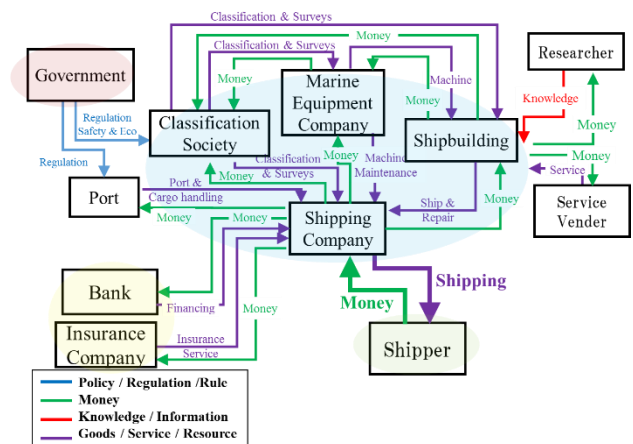 Classification & Surveys
Classification & Surveys
Researcher
Government
Money
Marine
Equipment
Company
Money
Machine
Money
Knowledge
Money
Regulation
Safety & Eco
Classification
Society
Shipbuilding
Money
Regulation
Classification
& Surveys
Money
Money
Machine
Maintenance
Service
Service
Vender
Port
Port &
Cargo handling
Money
Money
Shipping
Company
Ship &
Repair
Money
Bank
Financing
Money
Shipping
Money
Insurance
Company
Insurance
Service
Shipper
Policy / Regulation /Rule
Money
Knowledge / Information
Goods / Service / Resource